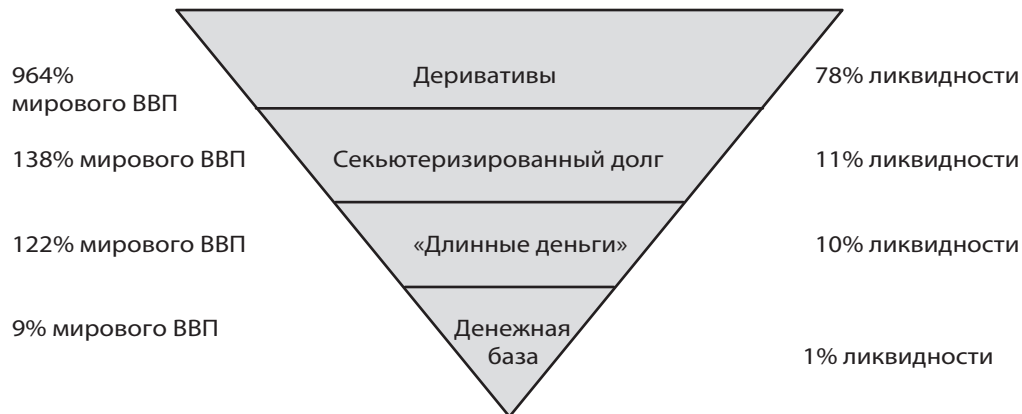 964%
мирового ВВП
Деривативы
78% ликвидности
138% мирового ВВП
Секьютеризированный долг
11% ликвидности
122% мирового ВВП
«Длинные деньги»
10% ликвидности
9% мирового ВВП
Денежная
база
1% ликвидности